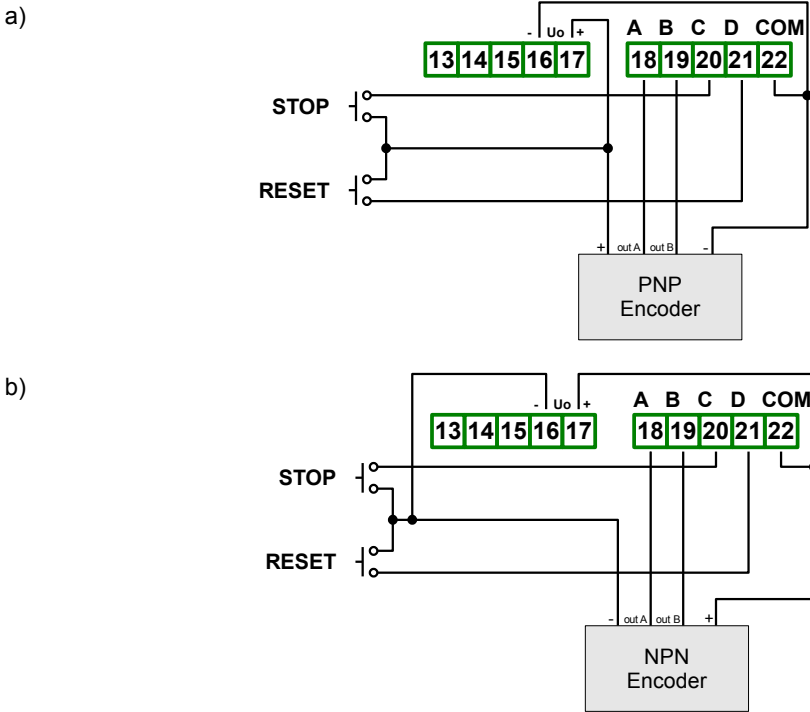 a)
- Uo + A B C D COM
13 14 15 16 17 18 19 20 21 22
STOP
RESET
+ out A out B -
PNP
Encoder
b)
- Uo + A B C D COM
13 14 15 16 17 18 19 20 21 22
STOP
RESET
- out A out B +
NPN
Encoder